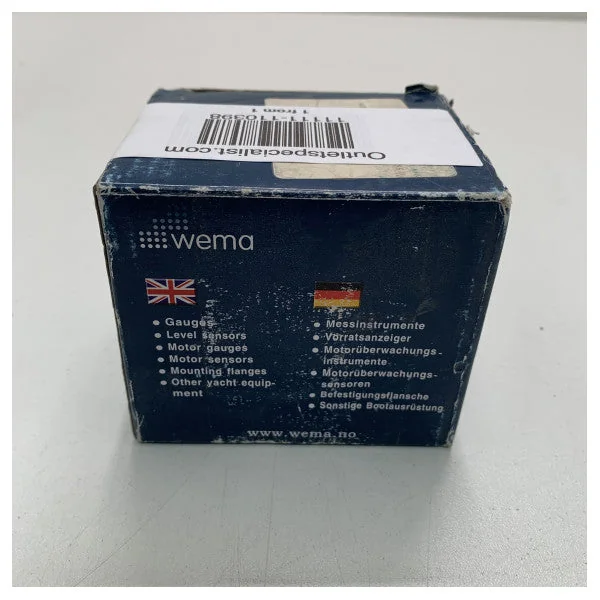 Outletspecialist.com
11111-110398
1 from 1
wema
Gauges
Level sensors
Motor gauges
Motor sensors
Mounting flanges
Other yacht equip-
ment
Messinstrumente
Vorratsanzeiger
Motorüberwachungs-
instrumente
Motorüberwachungs-
sensoren
Befestigungsflansche
Sonstige Bootausrüstung
www.wema.no